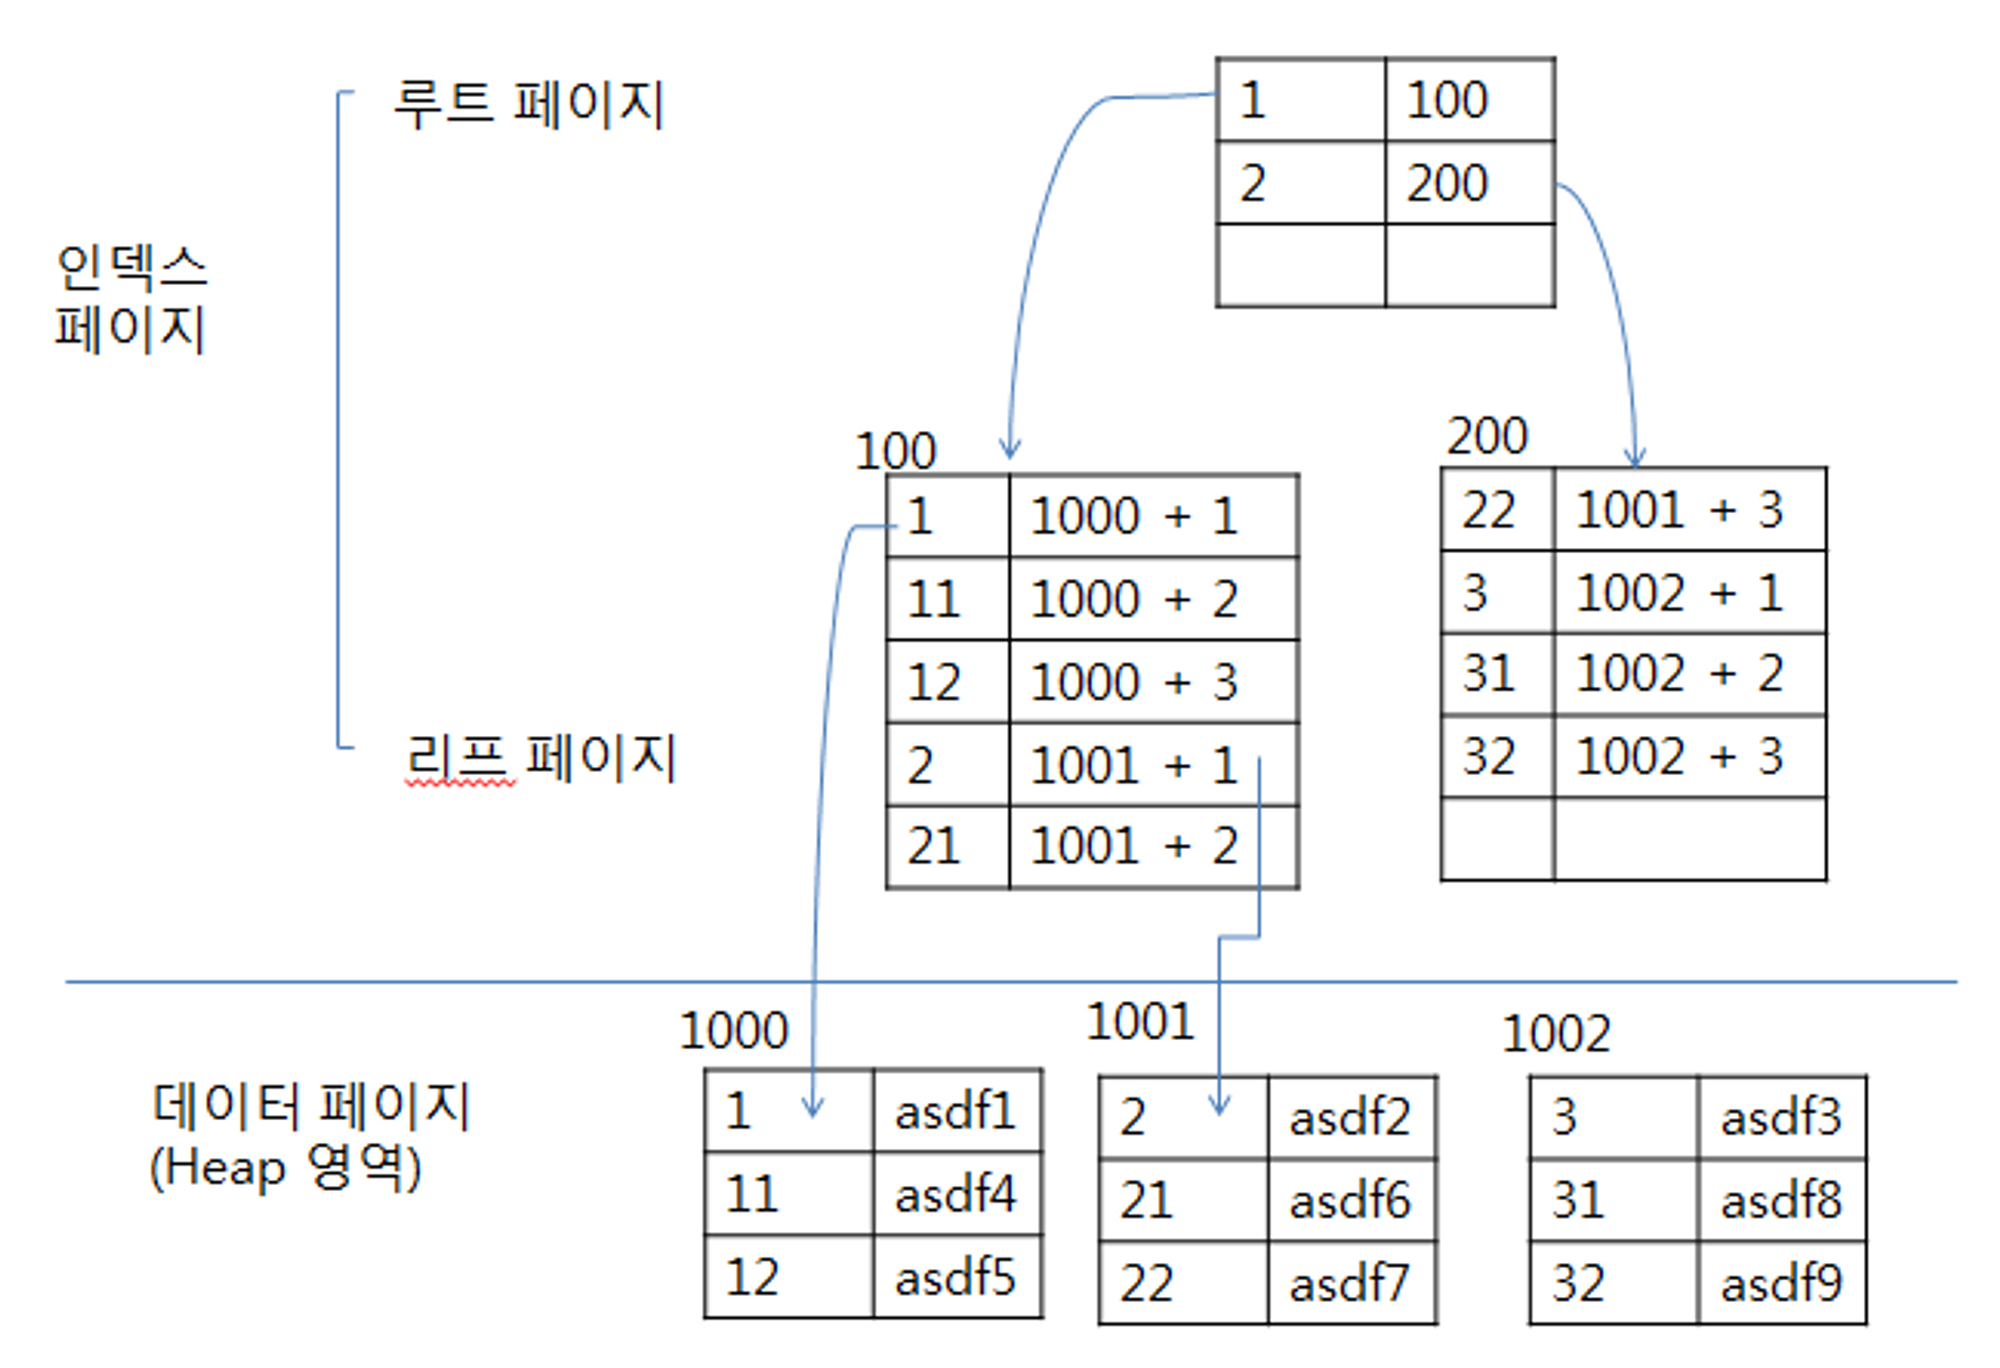 루트 페이지
1 100
2 200
인덱스
페이지
100
1 1000 + 1
11 1000 + 2
12 1000 + 3
2 1001 + 1
21 1001 + 2
200
22 1001 + 3
3 1002 + 1
31 1002 + 2
32 1002 + 3
리프 페이지
데이터 페이지
(Heap 영역)
1000
1 asdf1
11 asdf4
12 asdf5
1001
2 asdf2
21 asdf6
22 asdf7
1002
3 asdf3
31 asdf8
32 asdf9